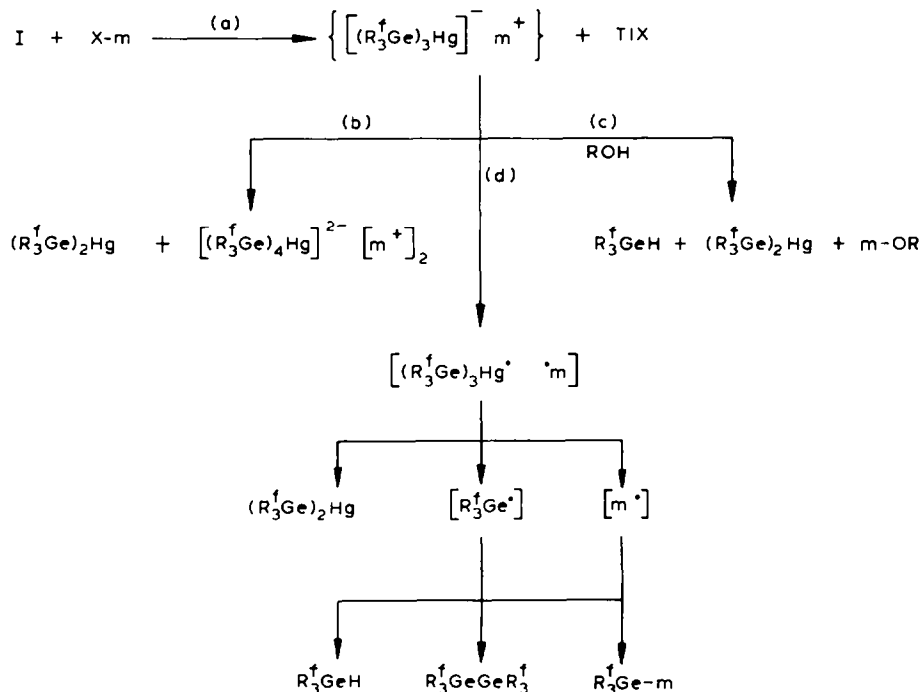 I + X-m (a) { [(R₃ᶠGe)₃Hg]⁻ m⁺ } + TlX
(b) (c)
ROH
(d)
(R₃ᶠGe)₂Hg + [(R₃ᶠGe)₄Hg]²⁻ [m⁺]₂ R₃ᶠGeH + (R₃ᶠGe)₂Hg + m-OR
[(R₃ᶠGe)₃Hg• •m]
(R₃ᶠGe)₂Hg [R₃ᶠGe•] [m•]
R₃ᶠGeH R₃ᶠGeGeR₃ᶠ R₃ᶠGe-m